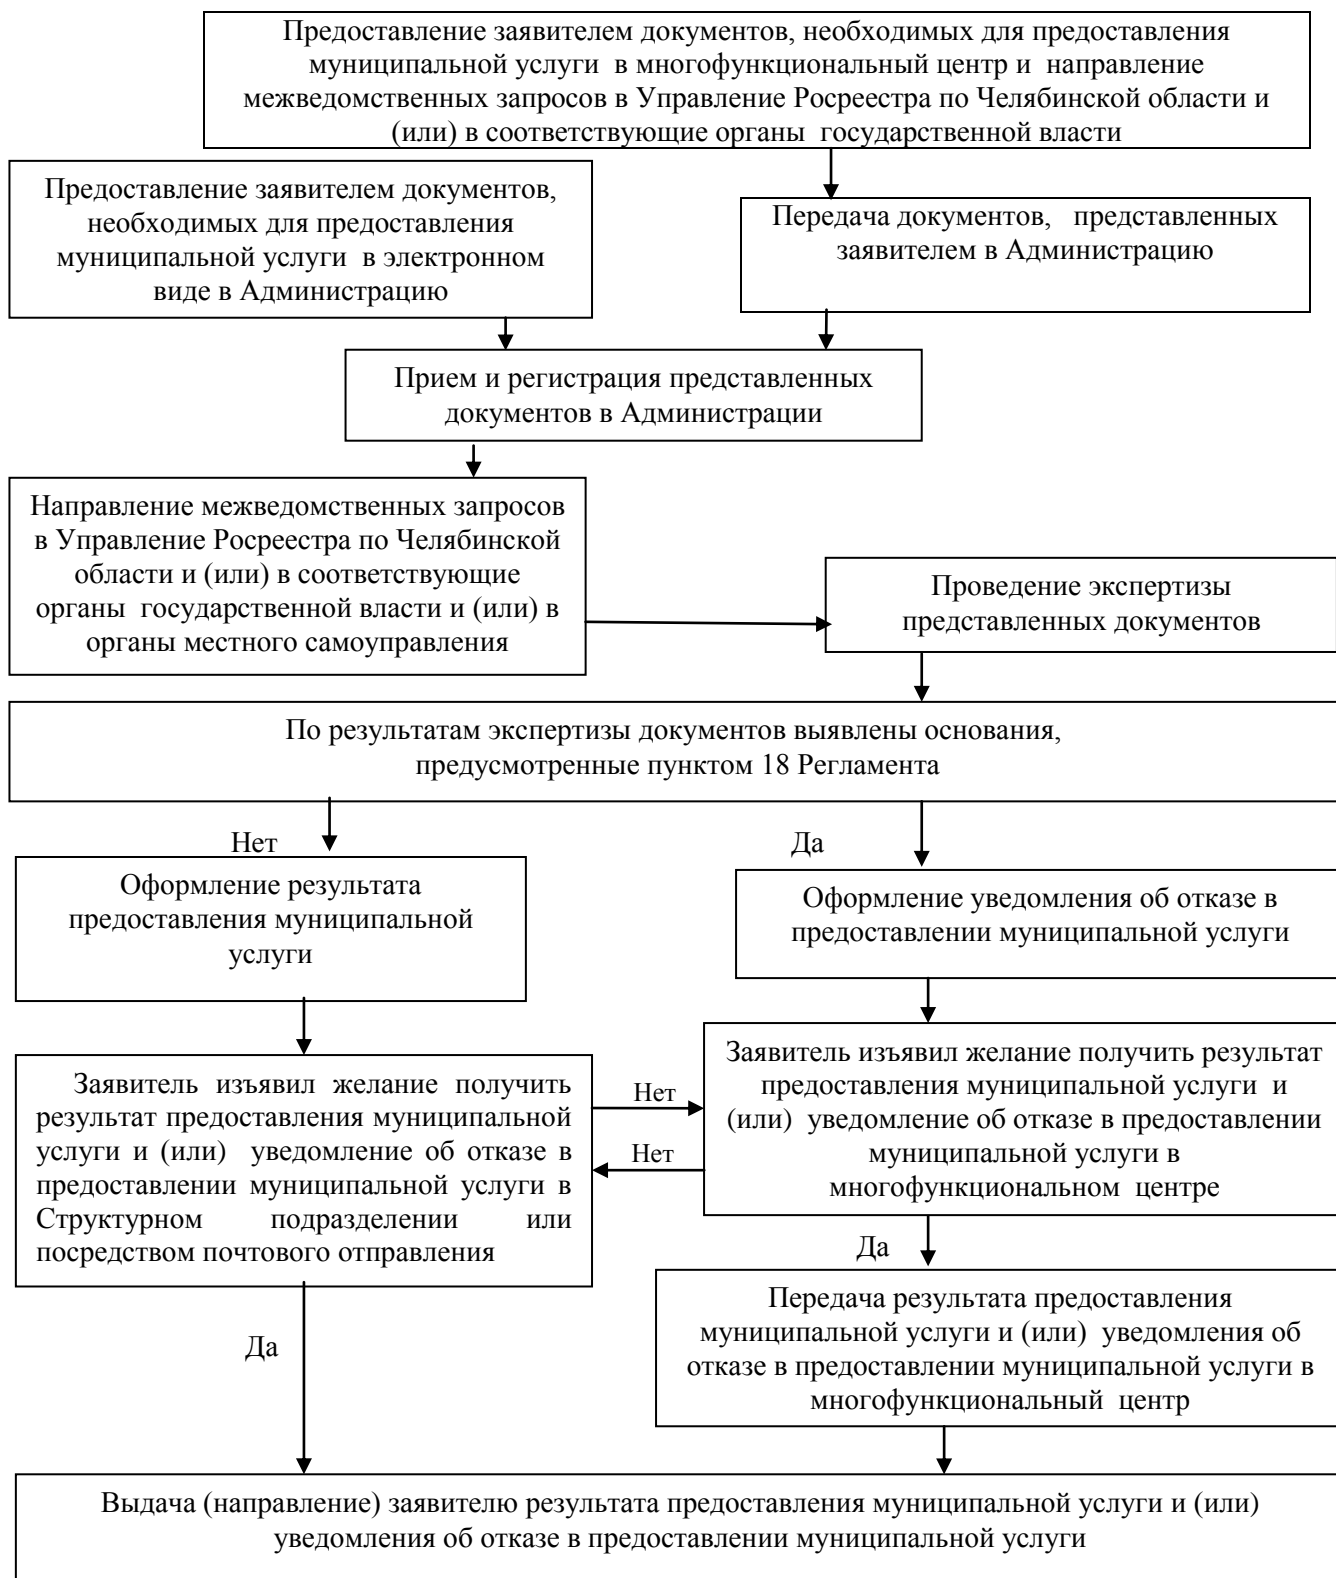 Предоставление заявителем документов, необходимых для предоставления
муниципальной услуги в многофункциональный центр и направление
межведомственных запросов в Управление Росреестра по Челябинской области и
(или) в соответствующие органы государственной власти
Предоставление заявителем документов,
необходимых для предоставления
муниципальной услуги в электронном
виде в Администрацию
Передача документов, представленных
заявителем в Администрацию
Прием и регистрация представленных
документов в Администрации
Направление межведомственных запросов
в Управление Росреестра по Челябинской
области и (или) в соответствующие
органы государственной власти и (или) в
органы местного самоуправления
Проведение экспертизы
представленных документов
По результатам экспертизы документов выявлены основания,
предусмотренные пунктом 18 Регламента
Нет
Да
Оформление результата
предоставления муниципальной
услуги
Оформление уведомления об отказе в
предоставлении муниципальной услуги
Заявитель изъявил желание получить
результат предоставления муниципальной
услуги и (или) уведомление об отказе в
предоставлении муниципальной услуги в
Структурном подразделении или
посредством почтового отправления
Нет
Нет
Заявитель изъявил желание получить результат
предоставления муниципальной услуги и
(или) уведомление об отказе в предоставлении
муниципальной услуги в
многофункциональном центре
Да
Передача результата предоставления
муниципальной услуги и (или) уведомления об
отказе в предоставлении муниципальной услуги в
многофункциональный центр
Да
Выдача (направление) заявителю результата предоставления муниципальной услуги и (или)
уведомления об отказе в предоставлении муниципальной услуги